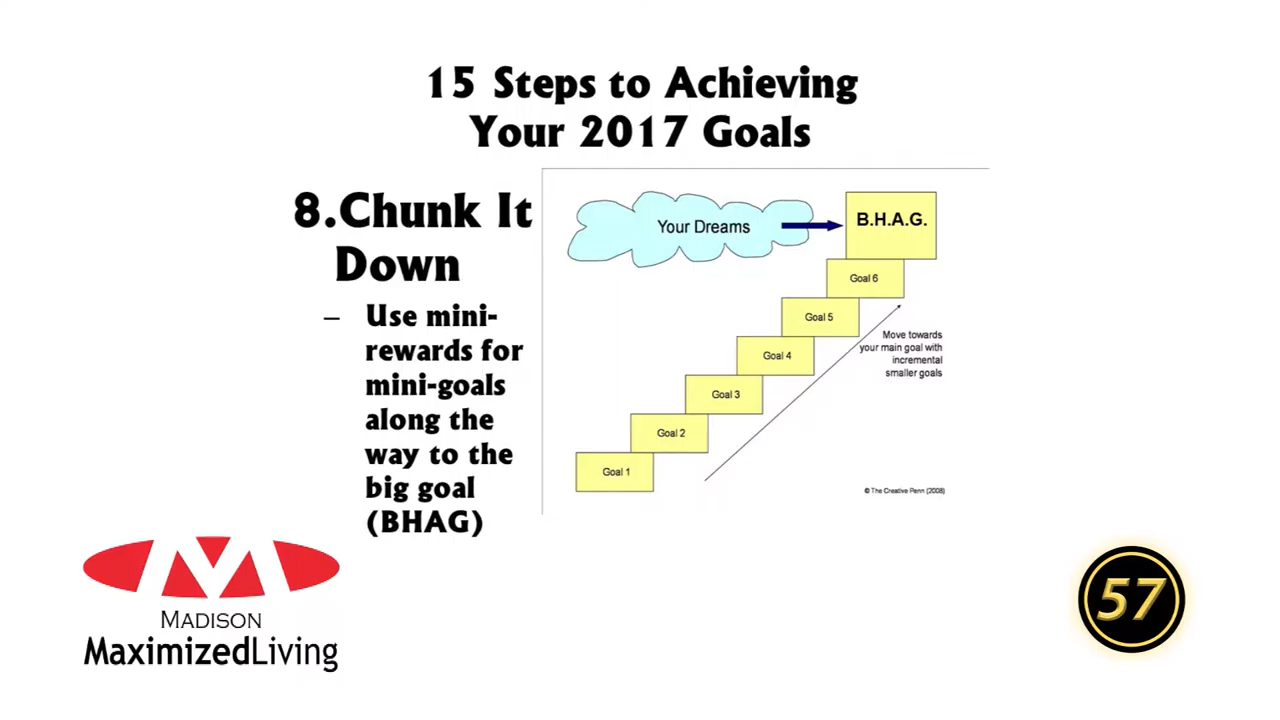 15 Steps to Achieving
Your 2017 Goals
8.Chunk It
Down
– Use mini-
rewards for
mini-goals
along the
way to the
big goal
(BHAG)
Your Dreams
B.H.A.G.
Goal 6
Goal 5
Goal 4
Goal 3
Goal 2
Goal 1
Move towards
your main goal with
incremental
smaller goals
© The Creative Penn (2008)
MADISON
MaximizedLiving
57